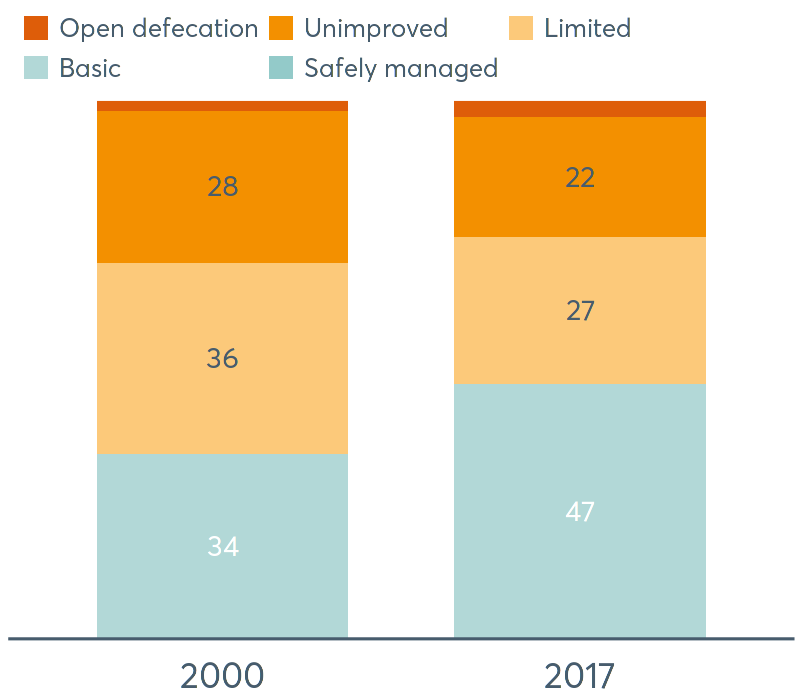 Open defecation Unimproved Limited
Basic Safely managed
28 22
36 27
34 47
2000 2017